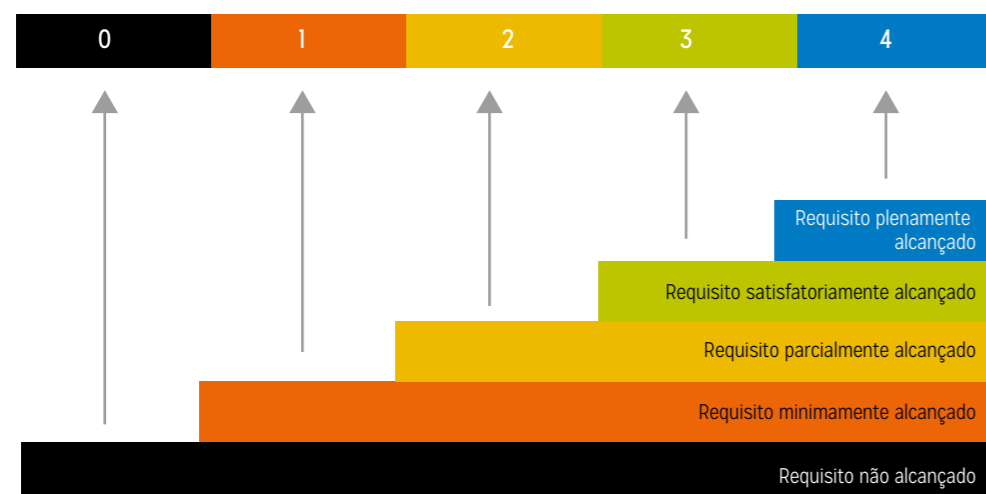 0 1 2 3 4
Requisito plenamente
alcançado
Requisito satisfatoriamente alcançado
Requisito parcialmente alcançado
Requisito minimamente alcançado
Requisito não alcançado